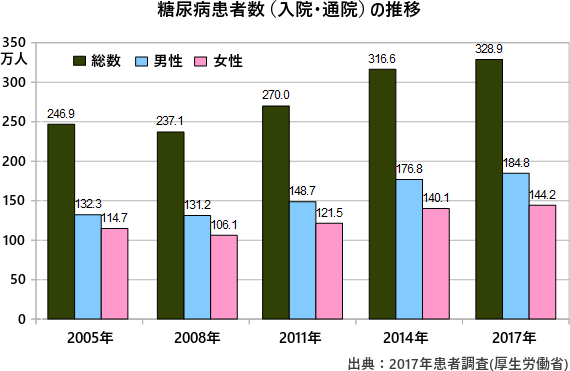 糖尿病患者数（入院･通院）の推移
350
万人
300
250
200
150
100
50
0
総数 男性 女性
246.9 132.3 114.7
237.1 131.2 106.1
270.0 148.7 121.5
316.6 176.8 140.1
328.9 184.8 144.2
2005年 2008年 2011年 2014年 2017年
出典：2017年患者調査(厚生労働省)